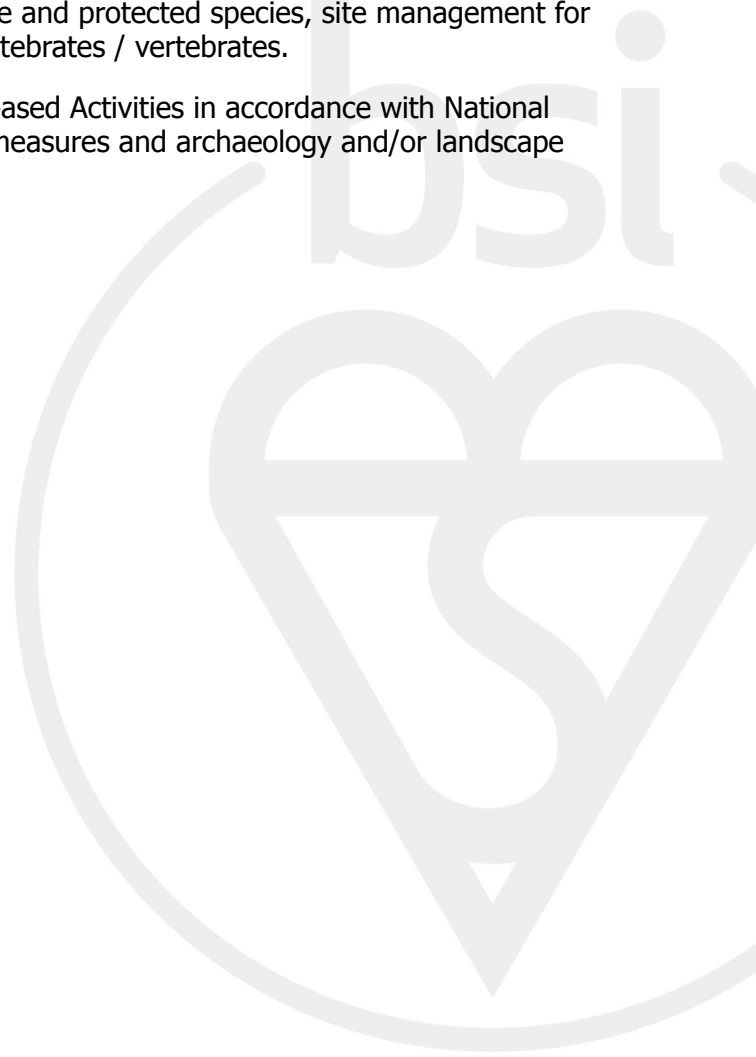 e and protected species, site management for
tebrates / vertebrates.
ased Activities in accordance with National
neasures and archaeology and/or landscape
bsi